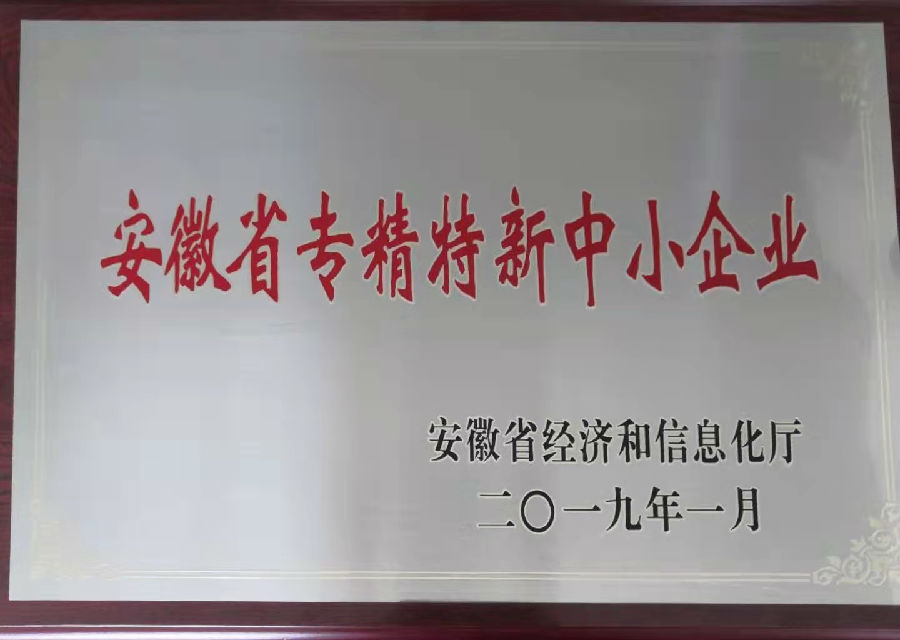 安徽省专精特新中小企业
安徽省经济和信息化厅
二〇一九年一月